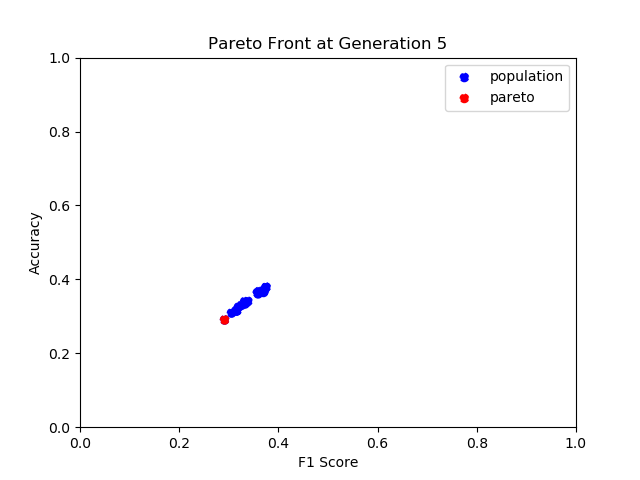 Pareto Front at Generation 5
population
pareto
1.0
0.8
0.6
0.4
0.2
0.0
Accuracy
0.0 0.2 0.4 0.6 0.8 1.0
F1 Score